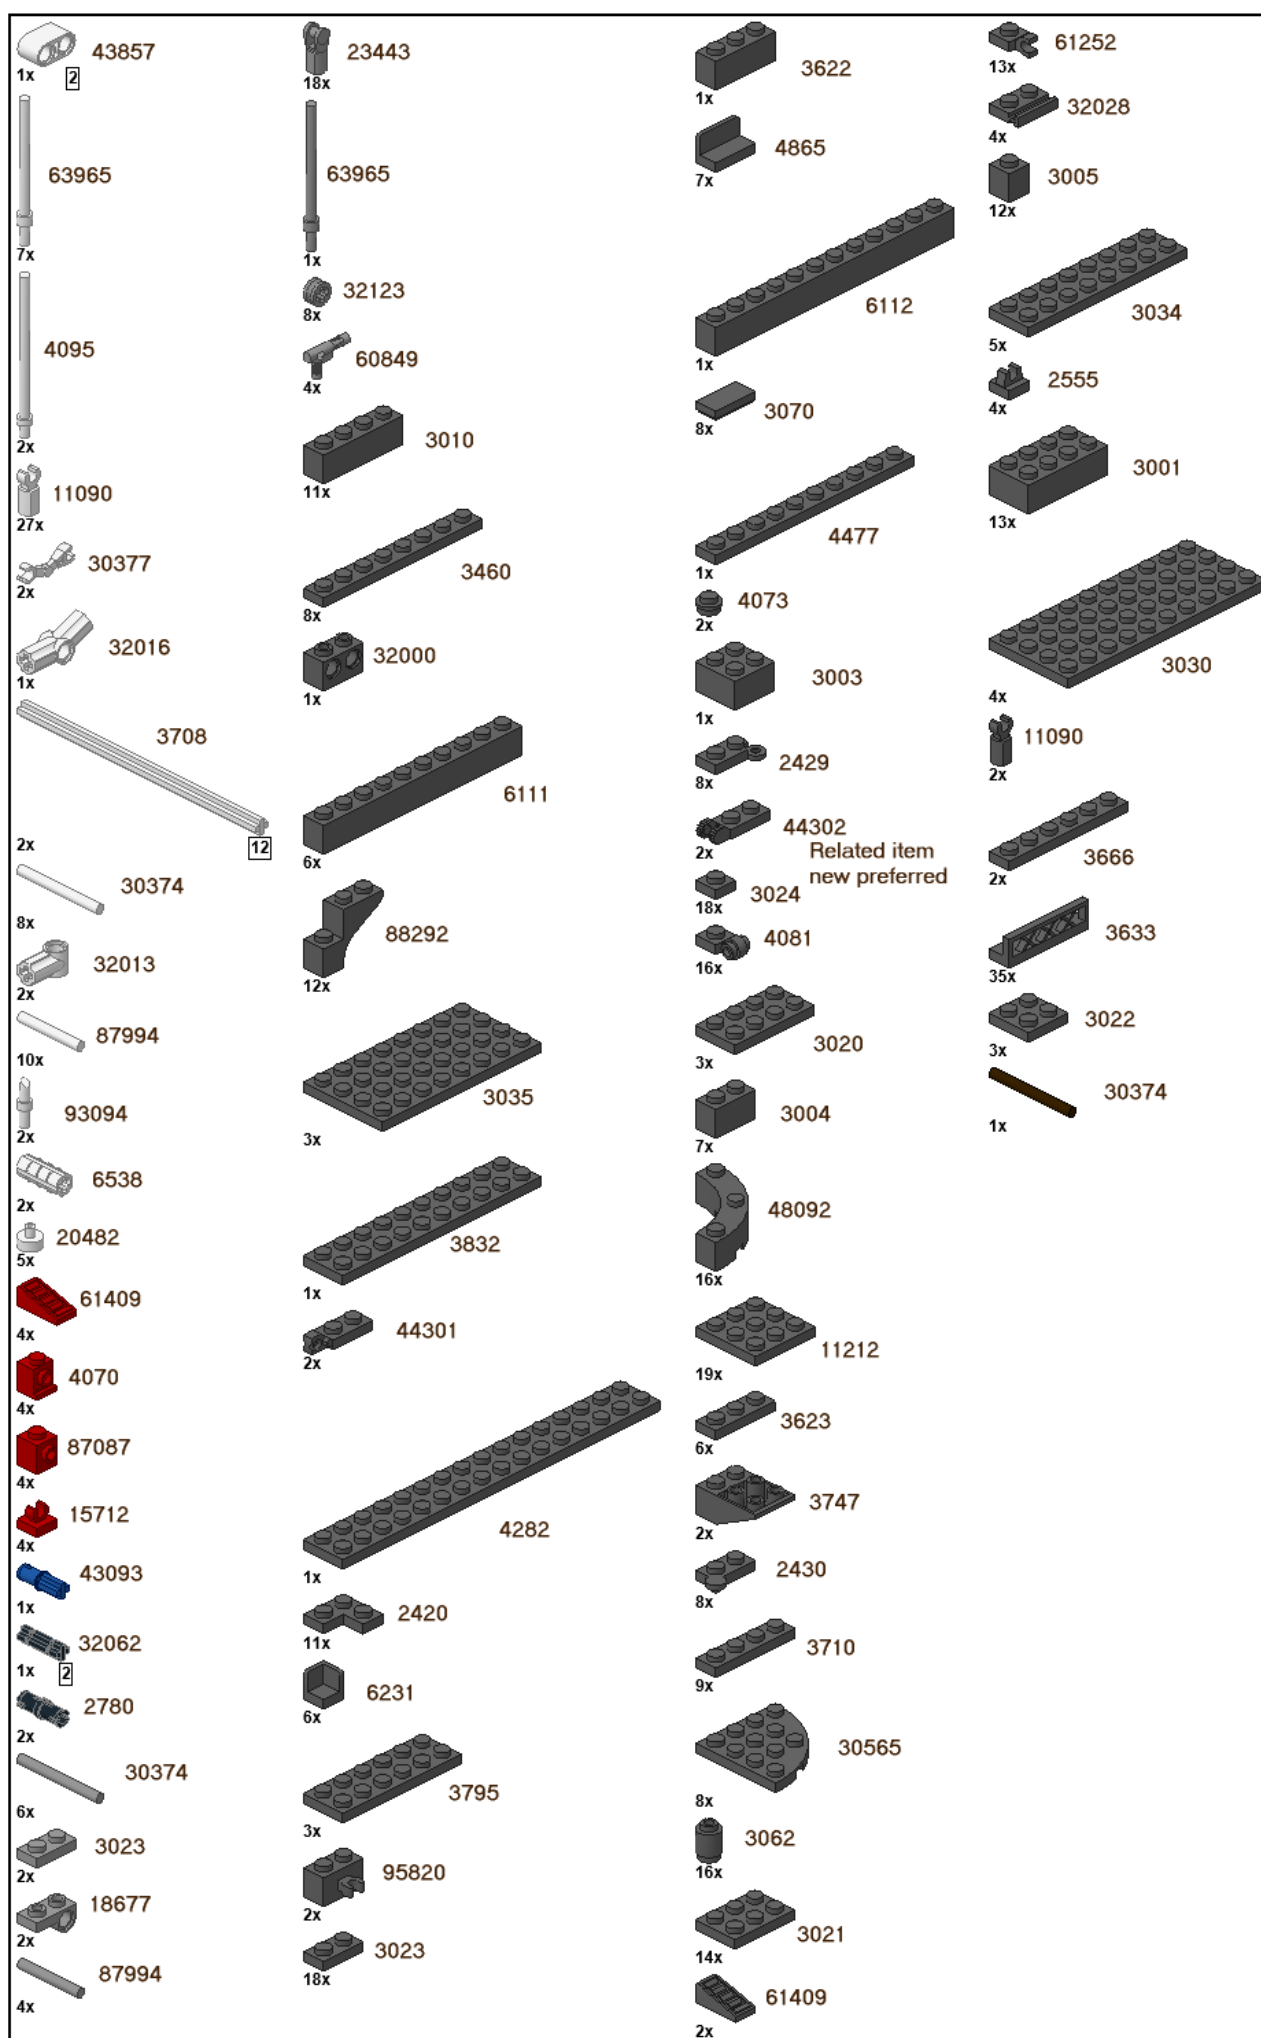 43857
1x
2
63965
7x
4095
2x
11090
27x
30377
2x
32016
1x
3708
2x
12
30374
8x
32013
2x
87994
10x
93094
2x
6538
2x
20482
5x
61409
4x
4070
4x
87087
4x
15712
4x
43093
1x
32062
1x
2
2780
2x
30374
6x
3023
2x
18677
2x
87994
4x
23443
18x
63965
1x
32123
8x
60849
4x
3010
11x
3460
8x
32000
1x
6111
6x
88292
12x
3035
3x
3832
1x
44301
2x
4282
1x
2420
11x
6231
6x
3795
3x
95820
2x
3023
18x
3622
1x
4865
7x
6112
1x
3070
8x
4477
1x
4073
2x
3003
1x
2429
8x
44302
2x
Related item
new preferred
3024
18x
4081
16x
3020
3x
3004
7x
48092
16x
11212
19x
3623
6x
3747
2x
2430
8x
3710
9x
30565
8x
3062
16x
3021
14x
61409
2x
61252
13x
32028
4x
3005
12x
3034
5x
2555
4x
3001
13x
3030
4x
11090
2x
3666
2x
3633
35x
3022
3x
30374
1x